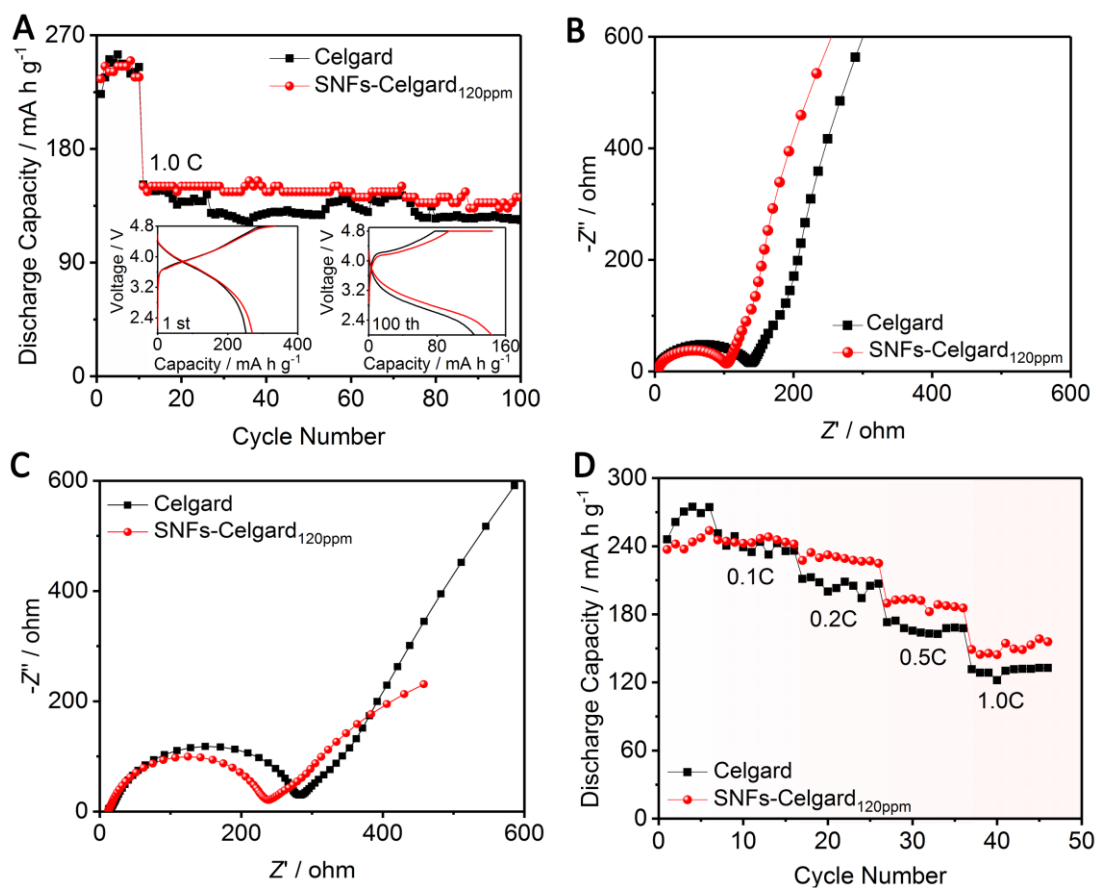 A
270
180
90
0
Discharge Capacity / mA h g⁻¹
Celgard
SNFs-Celgard₁₂₀ppm
1.0 C
4.8
4.0
3.2
2.4
Voltage / V
1 st
0
200
400
Capacity / mA h g⁻¹
4.8
4.0
3.2
2.4
Voltage / V
100 th
0
80
160
Capacity / mA h g⁻¹
0
20
40
60
80
100
Cycle Number
B
600
400
200
0
-Z'' / ohm
Celgard
SNFs-Celgard₁₂₀ppm
0
200
400
600
Z' / ohm
C
600
400
200
0
-Z'' / ohm
Celgard
SNFs-Celgard₁₂₀ppm
0
200
400
600
Z' / ohm
D
300
240
180
120
60
0
Discharge Capacity / mA h g⁻¹
0.1C
0.2C
0.5C
1.0C
Celgard
SNFs-Celgard₁₂₀ppm
0
10
20
30
40
50
Cycle Number